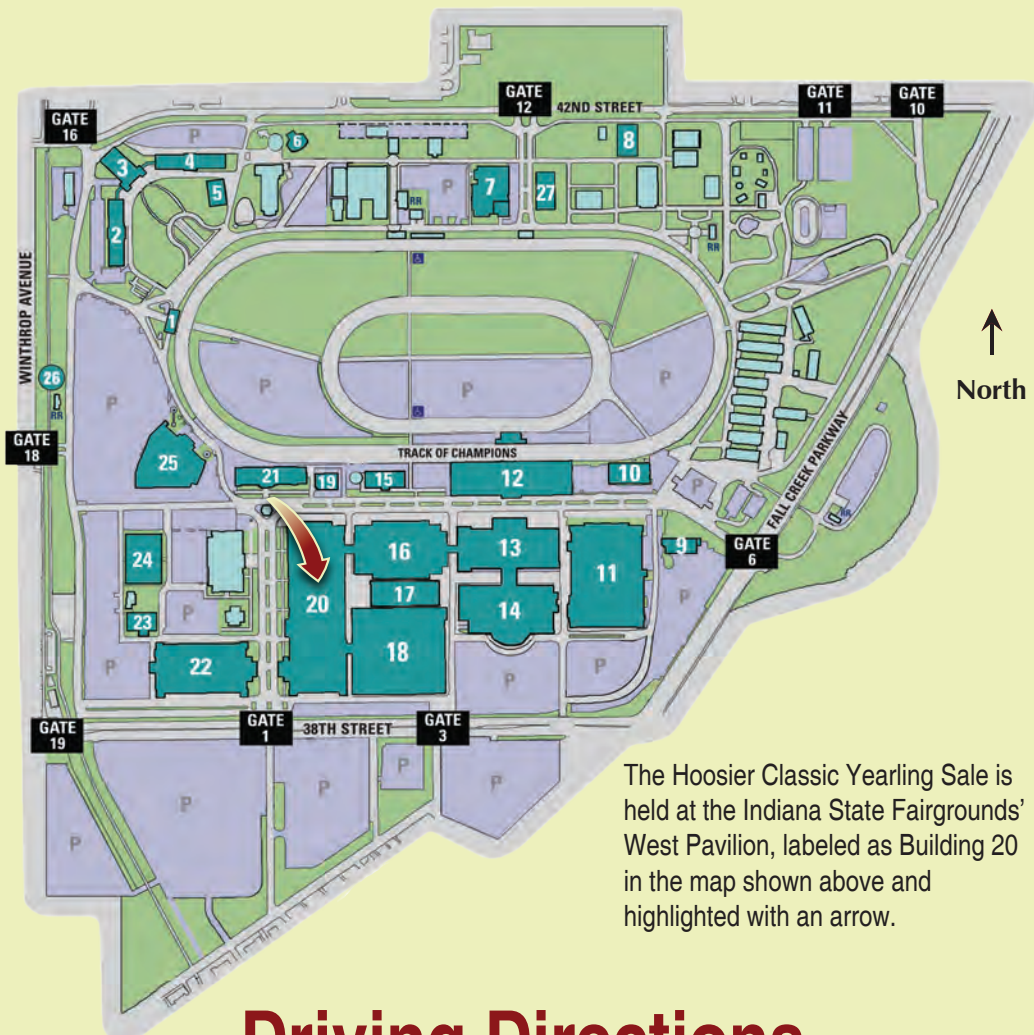 GATE
12
42ND STREET
GATE
11
GATE
10
GATE
16
P
6
8
3
4
5
7
P
27
RR
2
RR
WINTHROP AVENUE
1
North
26
RR
P
P
P
P
GATE
18
25
TRACK OF CHAMPIONS
21
19
15
12
10
P
FALL CREEK PARKWAY
RR
24
20
16
13
11
9
GATE
6
17
14
23
P
18
P
22
P
P
P
GATE
19
GATE
1
38TH STREET
GATE
3
P
P
P
P
P
The Hoosier Classic Yearling Sale is
held at the Indiana State Fairgrounds'
West Pavilion, labeled as Building 20
in the map shown above and
highlighted with an arrow.
Driving Directions